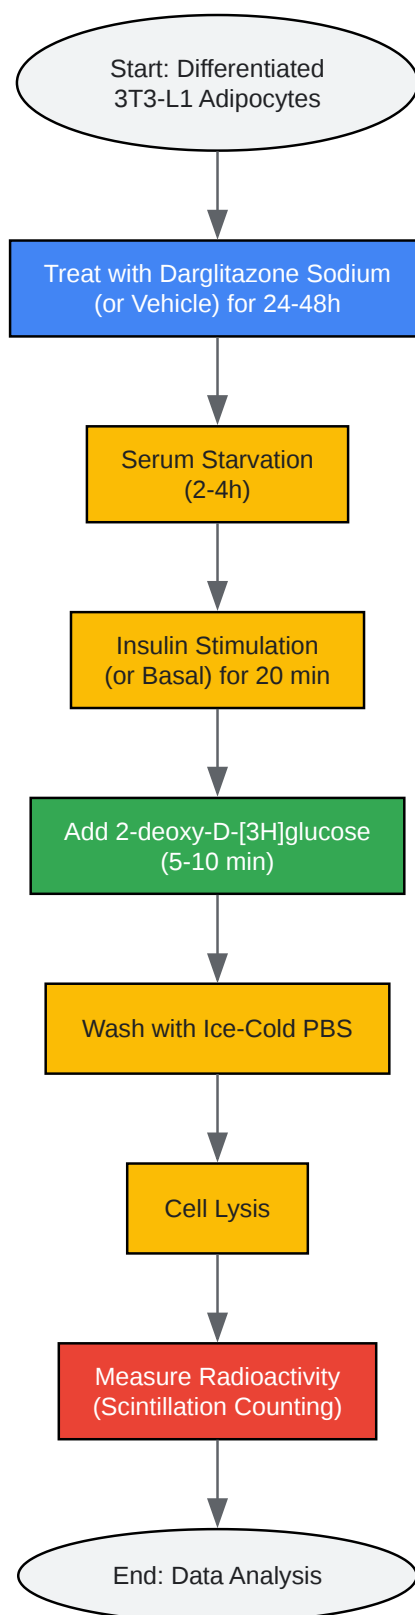 Start: Differentiated
3T3-L1 Adipocytes
Treat with Darglitazone Sodium
(or Vehicle) for 24-48h
Serum Starvation
(2-4h)
Insulin Stimulation
(or Basal) for 20 min
Add 2-deoxy-D-[3H]glucose
(5-10 min)
Wash with Ice-Cold PBS
Cell Lysis
Measure Radioactivity
(Scintillation Counting)
End: Data Analysis